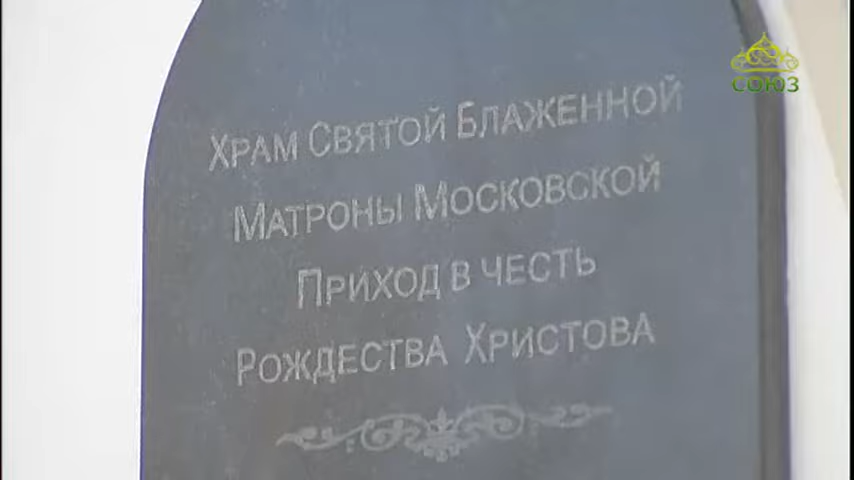 СОЮЗ
Храм Святой Блаженной
Матроны Московской
Приход в честь
Рождества Христова